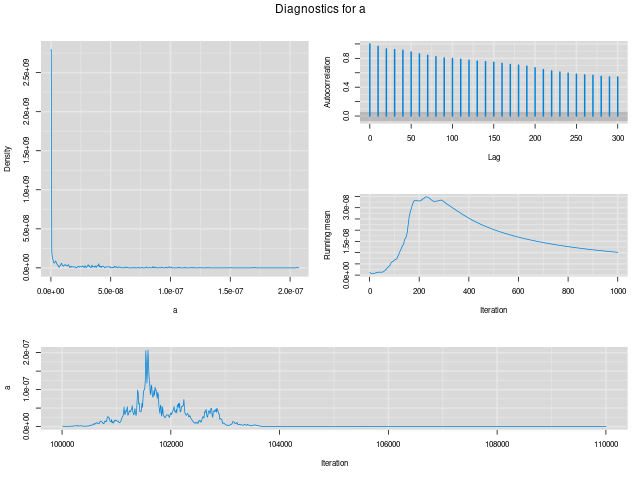 Diagnostics for a
Density
0.0e+00 5.0e+08 1.0e+09 1.5e+09 2.0e+09 2.5e+09
0.0e+00 5.0e-08 1.0e-07 1.5e-07 2.0e-07
a
Autocorrelation
0.0 0.4 0.8
0 50 100 150 200 250 300
Lag
Running mean
0.0e+00 1.5e-08 3.0e-08
0 200 400 600 800 1000
Iteration
a
0.0e+00 1.0e-07 2.0e-07
100000 102000 104000 106000 108000 110000
Iteration